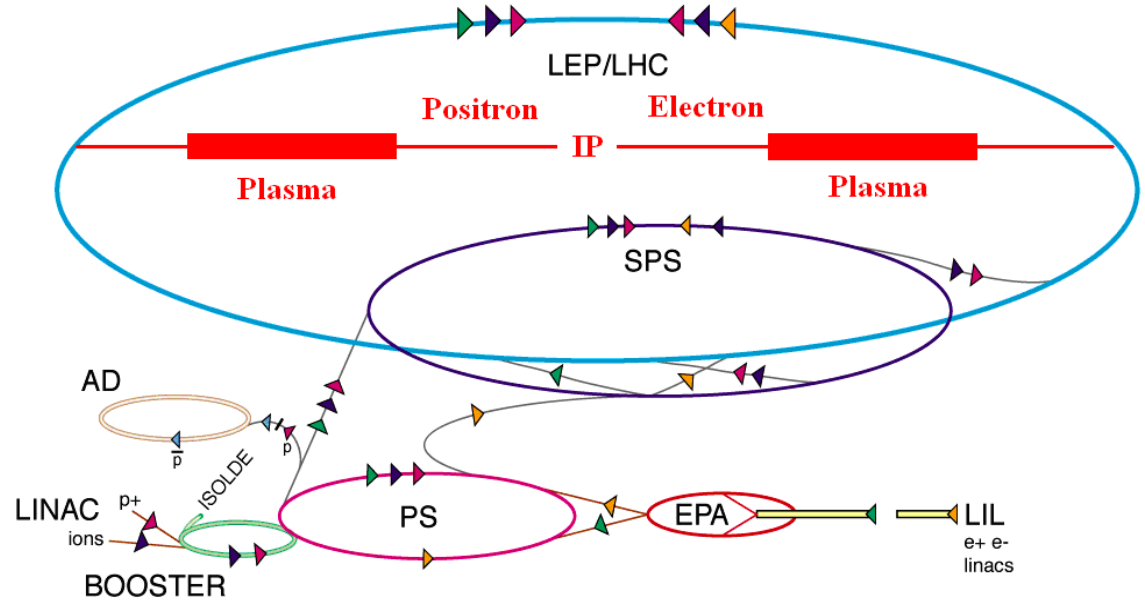 LEP/LHC
Positron
Electron
IP
Plasma
Plasma
SPS
AD
p
p̅
ISOLDE
LINAC
p+
ions
BOOSTER
PS
EPA
LIL
e+ e-
linacs